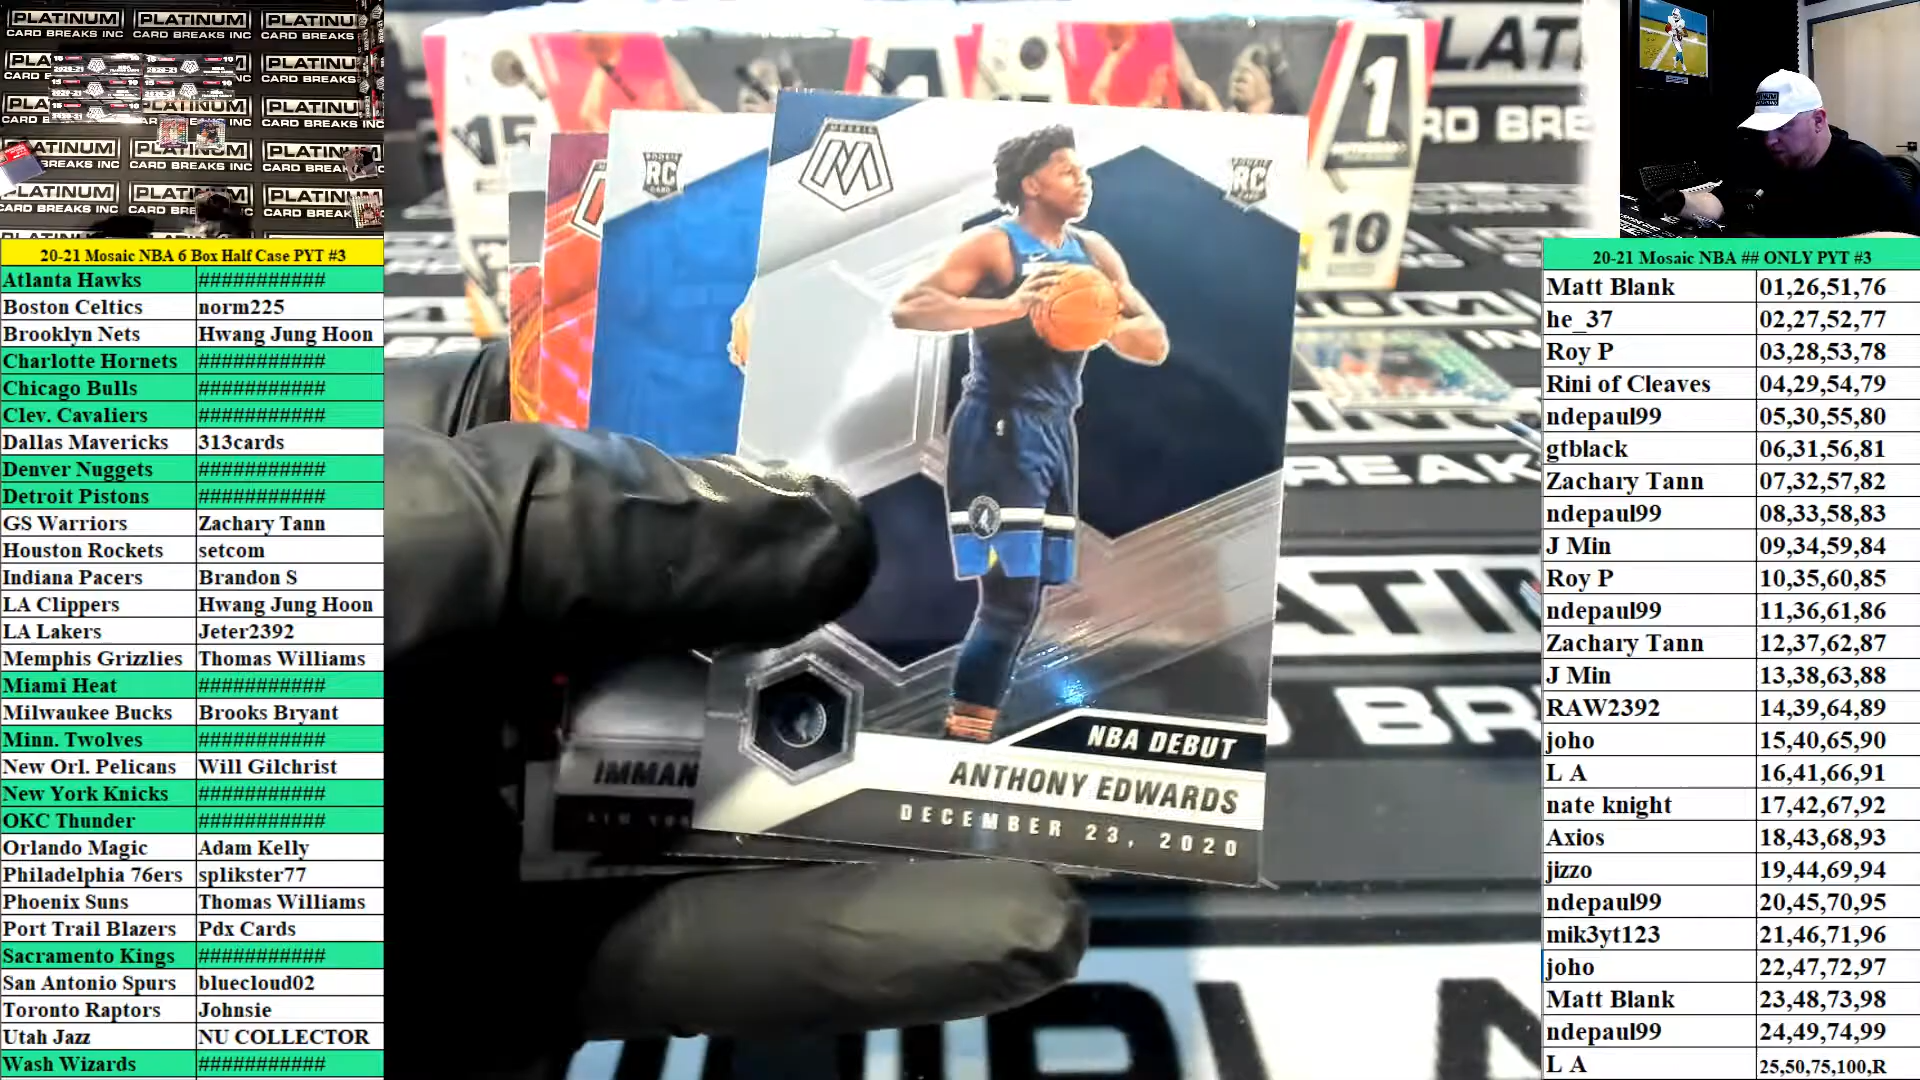 PLATINUM PLATINUM PLATINUM
CARD BREAKS INC CARD BREAKS INC CARD BREAKS INC
20-21 Mosaic NBA 6 Box Half Case PYT #3
Atlanta Hawks ###########
Boston Celtics norm225
Brooklyn Nets Hwang Jung Hoon
Charlotte Hornets ###########
Chicago Bulls ###########
Clev. Cavaliers ###########
Dallas Mavericks 313cards
Denver Nuggets ###########
Detroit Pistons ###########
GS Warriors Zachary Tann
Houston Rockets setcom
Indiana Pacers Brandon S
LA Clippers Hwang Jung Hoon
LA Lakers Jeter2392
Memphis Grizzlies Thomas Williams
Miami Heat ###########
Milwaukee Bucks Brooks Bryant
Minn. Twolves ###########
New Orl. Pelicans Will Gilchrist
New York Knicks ###########
OKC Thunder ###########
Orlando Magic Adam Kelly
Philadelphia 76ers splikster77
Phoenix Suns Thomas Williams
Port Trail Blazers Pdx Cards
Sacramento Kings ###########
San Antonio Spurs bluecloud02
Toronto Raptors Johnsie
Utah Jazz NU COLLECTOR
Wash Wizards ###########
15
1
10
MOSAIC
RC
RC
NBA DEBUT
ANTHONY EDWARDS
DECEMBER 23, 2020
IMMAN
20-21 Mosaic NBA ## ONLY PYT #3
Matt Blank 01,26,51,76
he_37 02,27,52,77
Roy P 03,28,53,78
Rini of Cleaves 04,29,54,79
ndepaul99 05,30,55,80
gtblack 06,31,56,81
Zachary Tann 07,32,57,82
ndepaul99 08,33,58,83
J Min 09,34,59,84
Roy P 10,35,60,85
ndepaul99 11,36,61,86
Zachary Tann 12,37,62,87
J Min 13,38,63,88
RAW2392 14,39,64,89
joho 15,40,65,90
L A 16,41,66,91
nate knight 17,42,67,92
Axios 18,43,68,93
jizzo 19,44,69,94
ndepaul99 20,45,70,95
mik3yt123 21,46,71,96
joho 22,47,72,97
Matt Blank 23,48,73,98
ndepaul99 24,49,74,99
L A 25,50,75,100,R